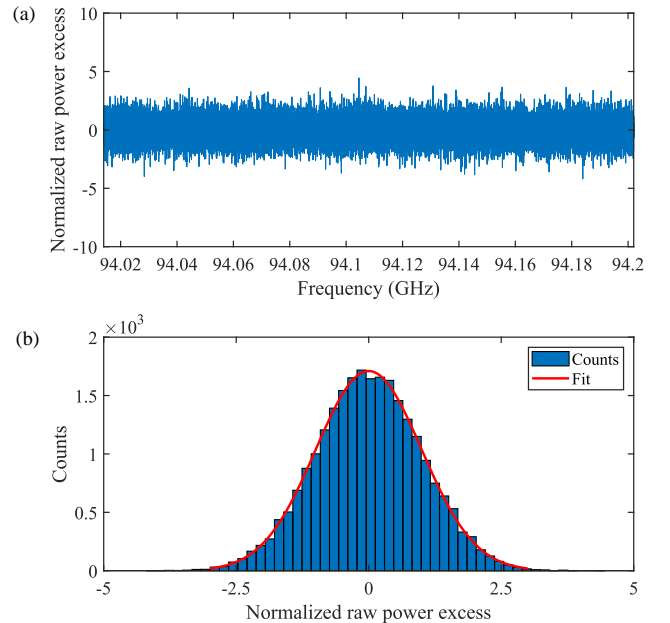 (a)
Normalized raw power excess
10
5
0
-5
-10
94.02 94.04 94.06 94.08 94.1 94.12 94.14 94.16 94.18 94.2
Frequency (GHz)
(b)
×10³
Counts
2
1.5
1
0.5
0
Counts
Fit
-5 -2.5 0 2.5 5
Normalized raw power excess